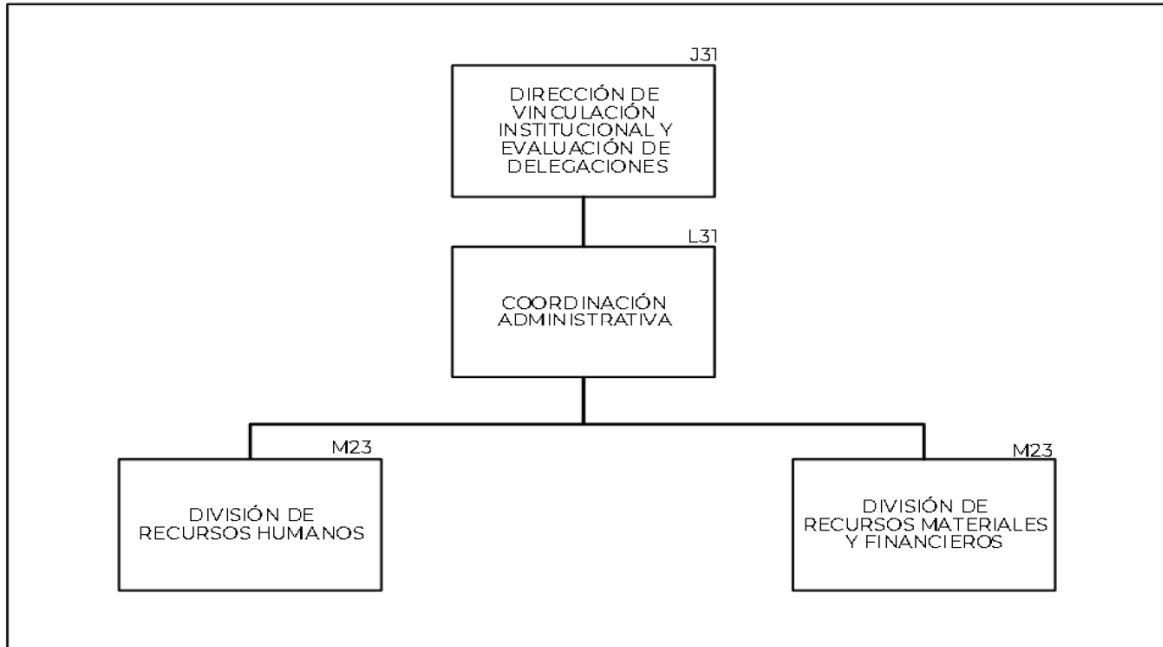 J31
DIRECCIÓN DE
VINCULACIÓN
INSTITUCIONAL Y
EVALUACIÓN DE
DELEGACIONES
L31
COORDINACIÓN
ADMINISTRATIVA
M23
DIVISIÓN DE
RECURSOS HUMANOS
M23
DIVISIÓN DE
RECURSOS MATERIALES
Y FINANCIEROS